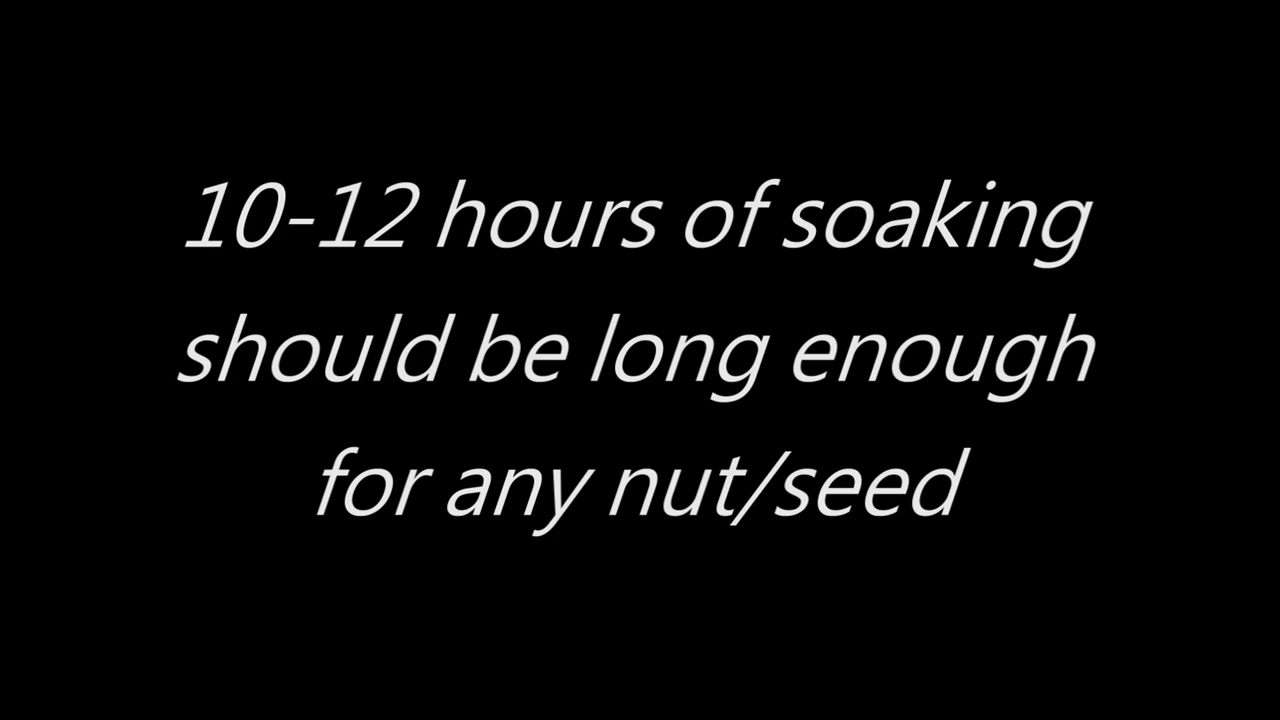 10-12 hours of soaking
should be long enough
for any nut/seed